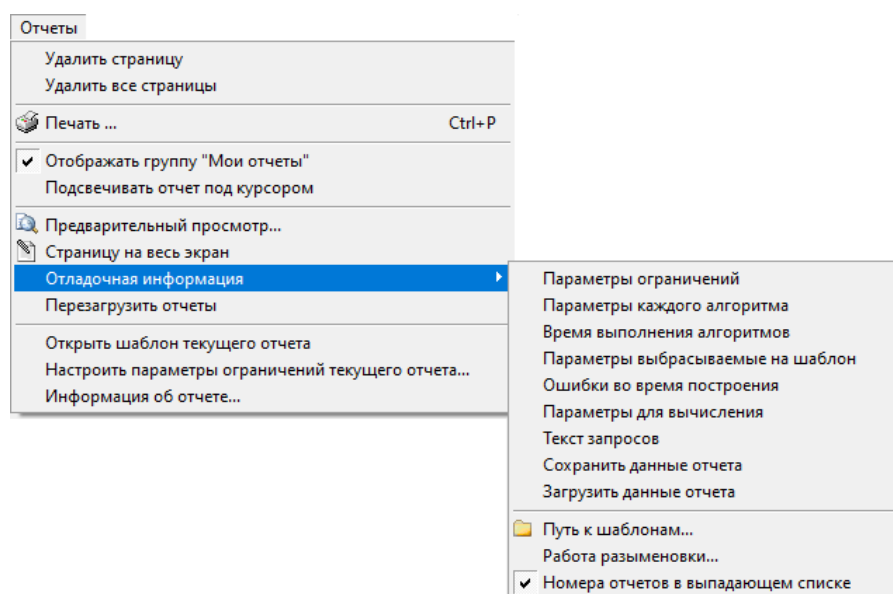 Отчеты
Удалить страницу
Удалить все страницы
Печать ... Ctrl+P
Отображать группу "Мои отчеты"
Подсвечивать отчет под курсором
Предварительный просмотр...
Страницу на весь экран
Отладочная информация
Перезагрузить отчеты
Открыть шаблон текущего отчета
Настроить параметры ограничений текущего отчета...
Информация об отчете...
Параметры ограничений
Параметры каждого алгоритма
Время выполнения алгоритмов
Параметры выбрасываемые на шаблон
Ошибки во время построения
Параметры для вычисления
Текст запросов
Сохранить данные отчета
Загрузить данные отчета
Путь к шаблонам...
Работа разыменовки...
Номера отчетов в выпадающем списке